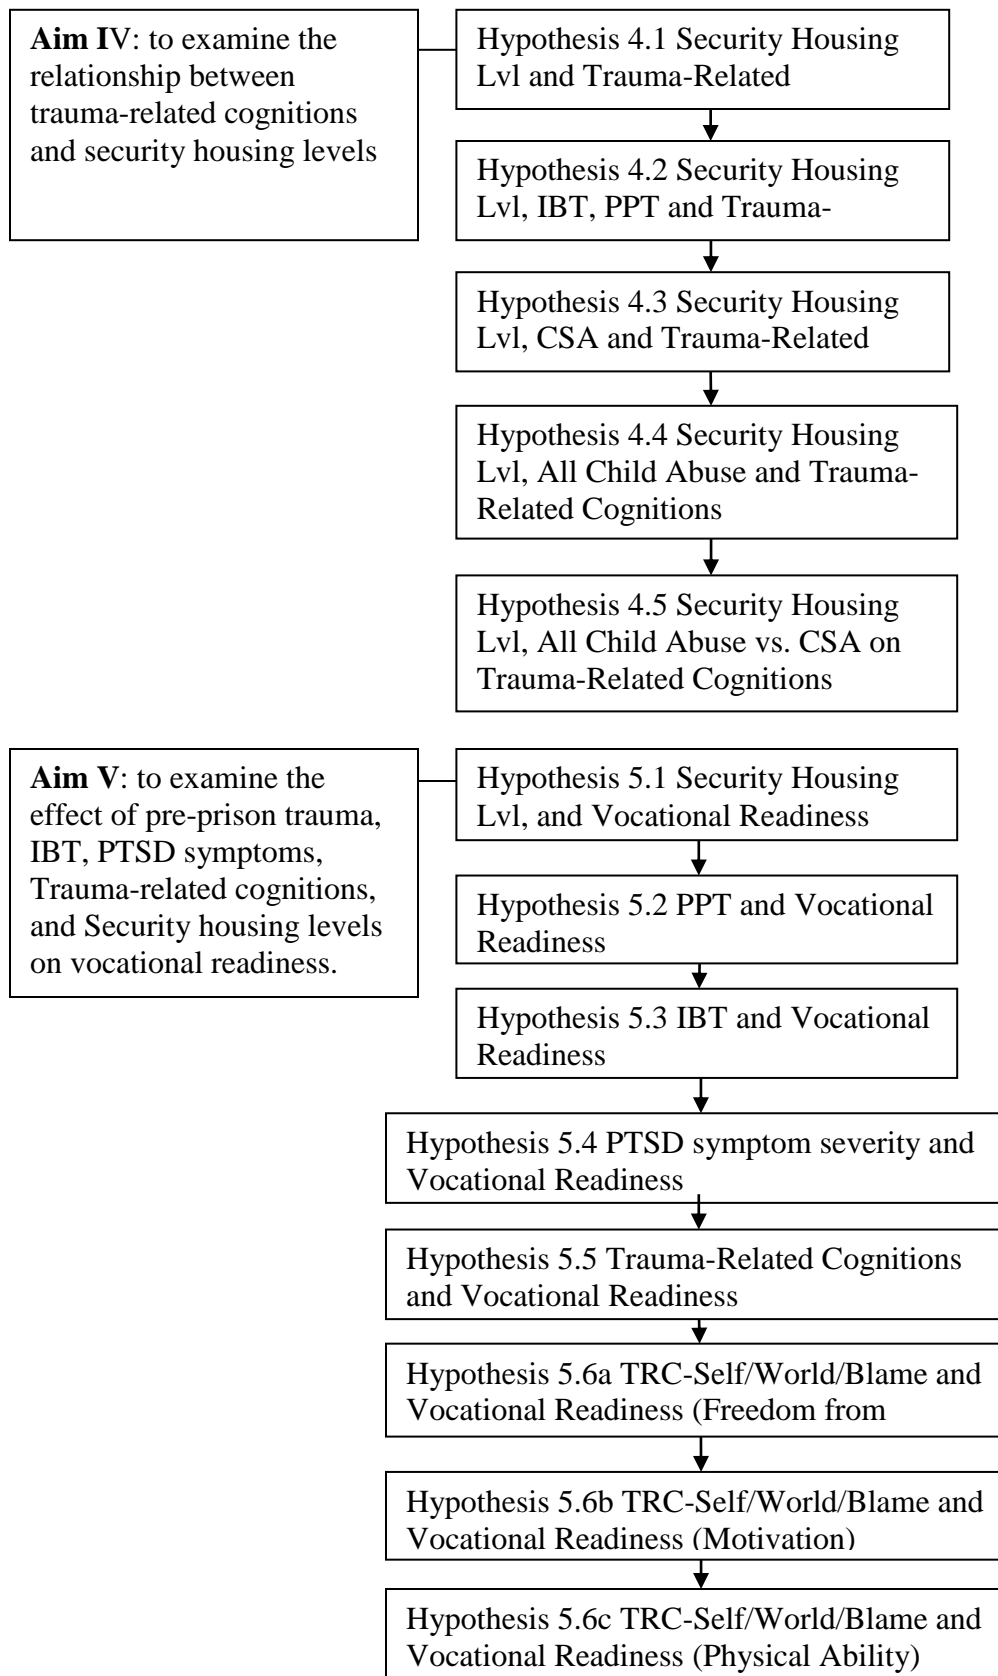 Aim IV: to examine the
relationship between
trauma-related cognitions
and security housing levels
Hypothesis 4.1 Security Housing
Lvl and Trauma-Related
Hypothesis 4.2 Security Housing
Lvl, IBT, PPT and Trauma-
Hypothesis 4.3 Security Housing
Lvl, CSA and Trauma-Related
Hypothesis 4.4 Security Housing
Lvl, All Child Abuse and Trauma-
Related Cognitions
Hypothesis 4.5 Security Housing
Lvl, All Child Abuse vs. CSA on
Trauma-Related Cognitions
Aim V: to examine the
effect of pre-prison trauma,
IBT, PTSD symptoms,
Trauma-related cognitions,
and Security housing levels
on vocational readiness.
Hypothesis 5.1 Security Housing
Lvl, and Vocational Readiness
Hypothesis 5.2 PPT and Vocational
Readiness
Hypothesis 5.3 IBT and Vocational
Readiness
Hypothesis 5.4 PTSD symptom severity and
Vocational Readiness
Hypothesis 5.5 Trauma-Related Cognitions
and Vocational Readiness
Hypothesis 5.6a TRC-Self/World/Blame and
Vocational Readiness (Freedom from
Hypothesis 5.6b TRC-Self/World/Blame and
Vocational Readiness (Motivation)
Hypothesis 5.6c TRC-Self/World/Blame and
Vocational Readiness (Physical Ability)